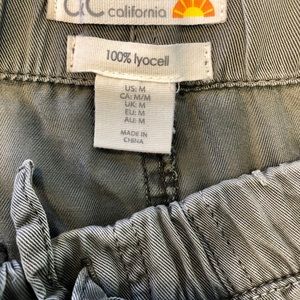 california
100% lyocell
US: M
CA: M/M
UK: M
EU: M
AU: M
MADE IN
CHINA